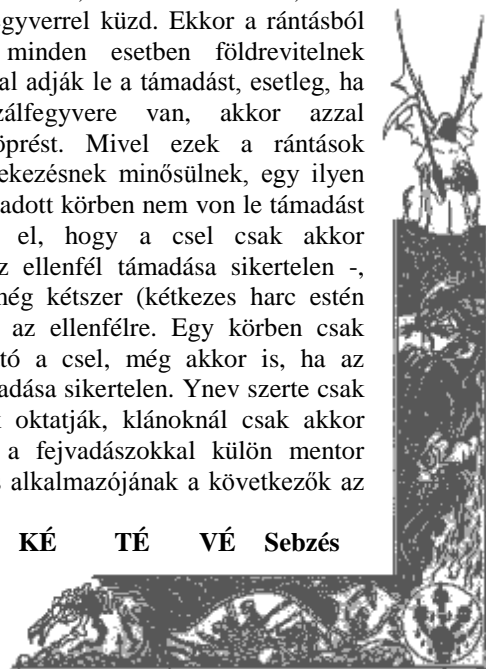 egyverrel küzd. Ekkor a rántásból
minden esetben földrevitelnek
al adják le a támadást, esetleg, ha
zálfegyvere van, akkor azzal
öprést. Mivel ezek a rántások
ekezésnek minősülnek, egy ilyen
adott körben nem von le támadást
el, hogy a csel csak akkor
z ellenfél támadása sikertelen -,
még kétszer (kétkezes harc estén
az ellenfélre. Egy körben csak
tó a csel, még akkor is, ha az
adása sikertelen. Ynev szerte csak
k oktatják, klánoknál csak akkor
a fejvadászokkal külön mentor
s alkalmazójának a következők az
KÉ TÉ VÉ Sebzés